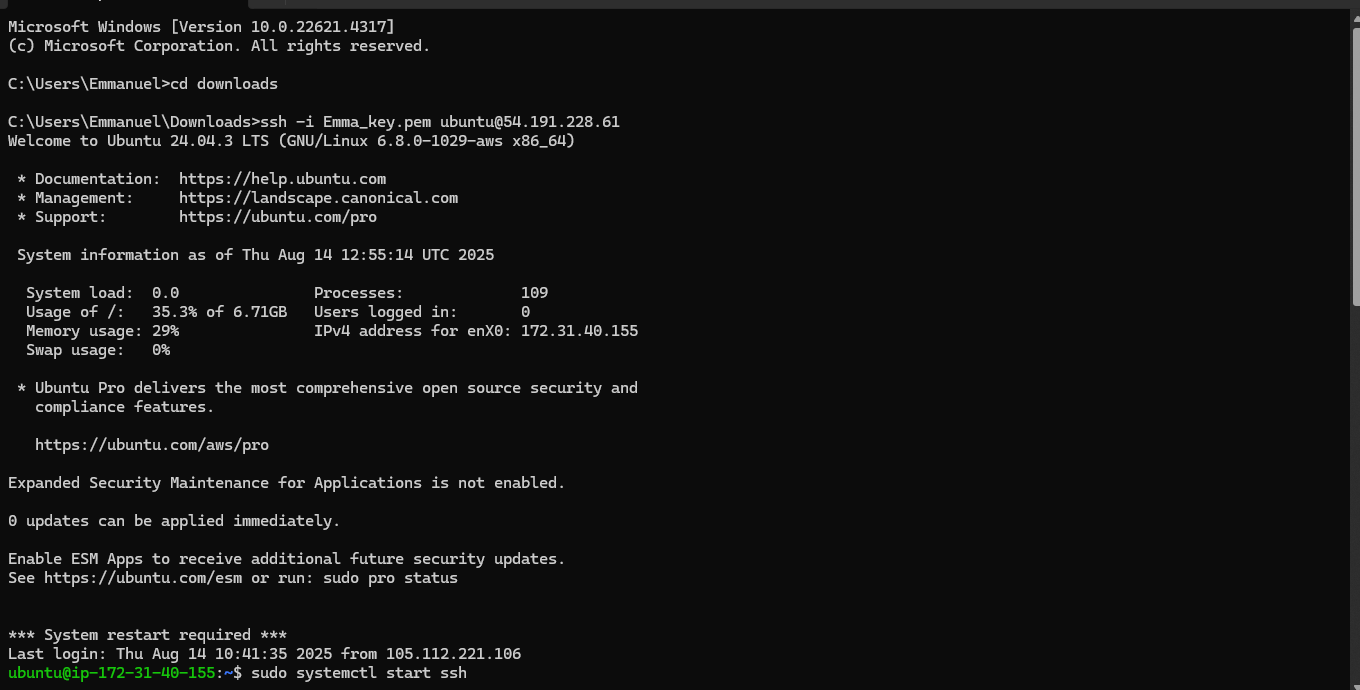 Microsoft Windows [Version 10.0.22621.4317]
(c) Microsoft Corporation. All rights reserved.
C:\Users\Emmanuel>cd downloads
C:\Users\Emmanuel\Downloads>ssh -i Emma_key.pem ubuntu@54.191.228.61
Welcome to Ubuntu 24.04.3 LTS (GNU/Linux 6.8.0-1029-aws x86_64)
* Documentation:  https://help.ubuntu.com
* Management:     https://landscape.canonical.com
* Support:        https://ubuntu.com/pro
System information as of Thu Aug 14 12:55:14 UTC 2025
System load:  0.0               Processes:             109
Usage of /:   35.3% of 6.71GB   Users logged in:       0
Memory usage: 29%               IPv4 address for enX0: 172.31.40.155
Swap usage:   0%
* Ubuntu Pro delivers the most comprehensive open source security and
compliance features.
https://ubuntu.com/aws/pro
Expanded Security Maintenance for Applications is not enabled.
0 updates can be applied immediately.
Enable ESM Apps to receive additional future security updates.
See https://ubuntu.com/esm or run: sudo pro status
*** System restart required ***
Last login: Thu Aug 14 10:41:35 2025 from 105.112.221.106
ubuntu@ip-172-31-40-155:~$ sudo systemctl start ssh